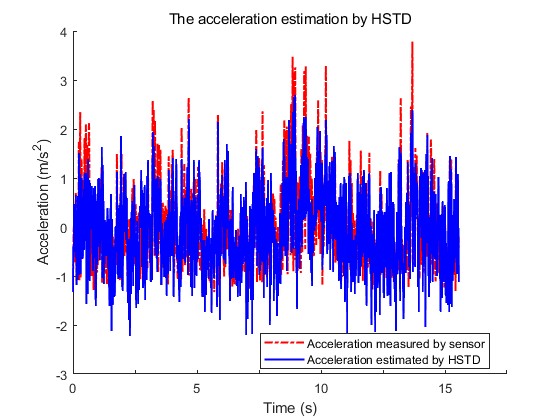 The acceleration estimation by HSTD
4
3
2
1
0
-1
-2
-3
Acceleration (m/s²)
Acceleration measured by sensor
Acceleration estimated by HSTD
0
5
10
15
Time (s)